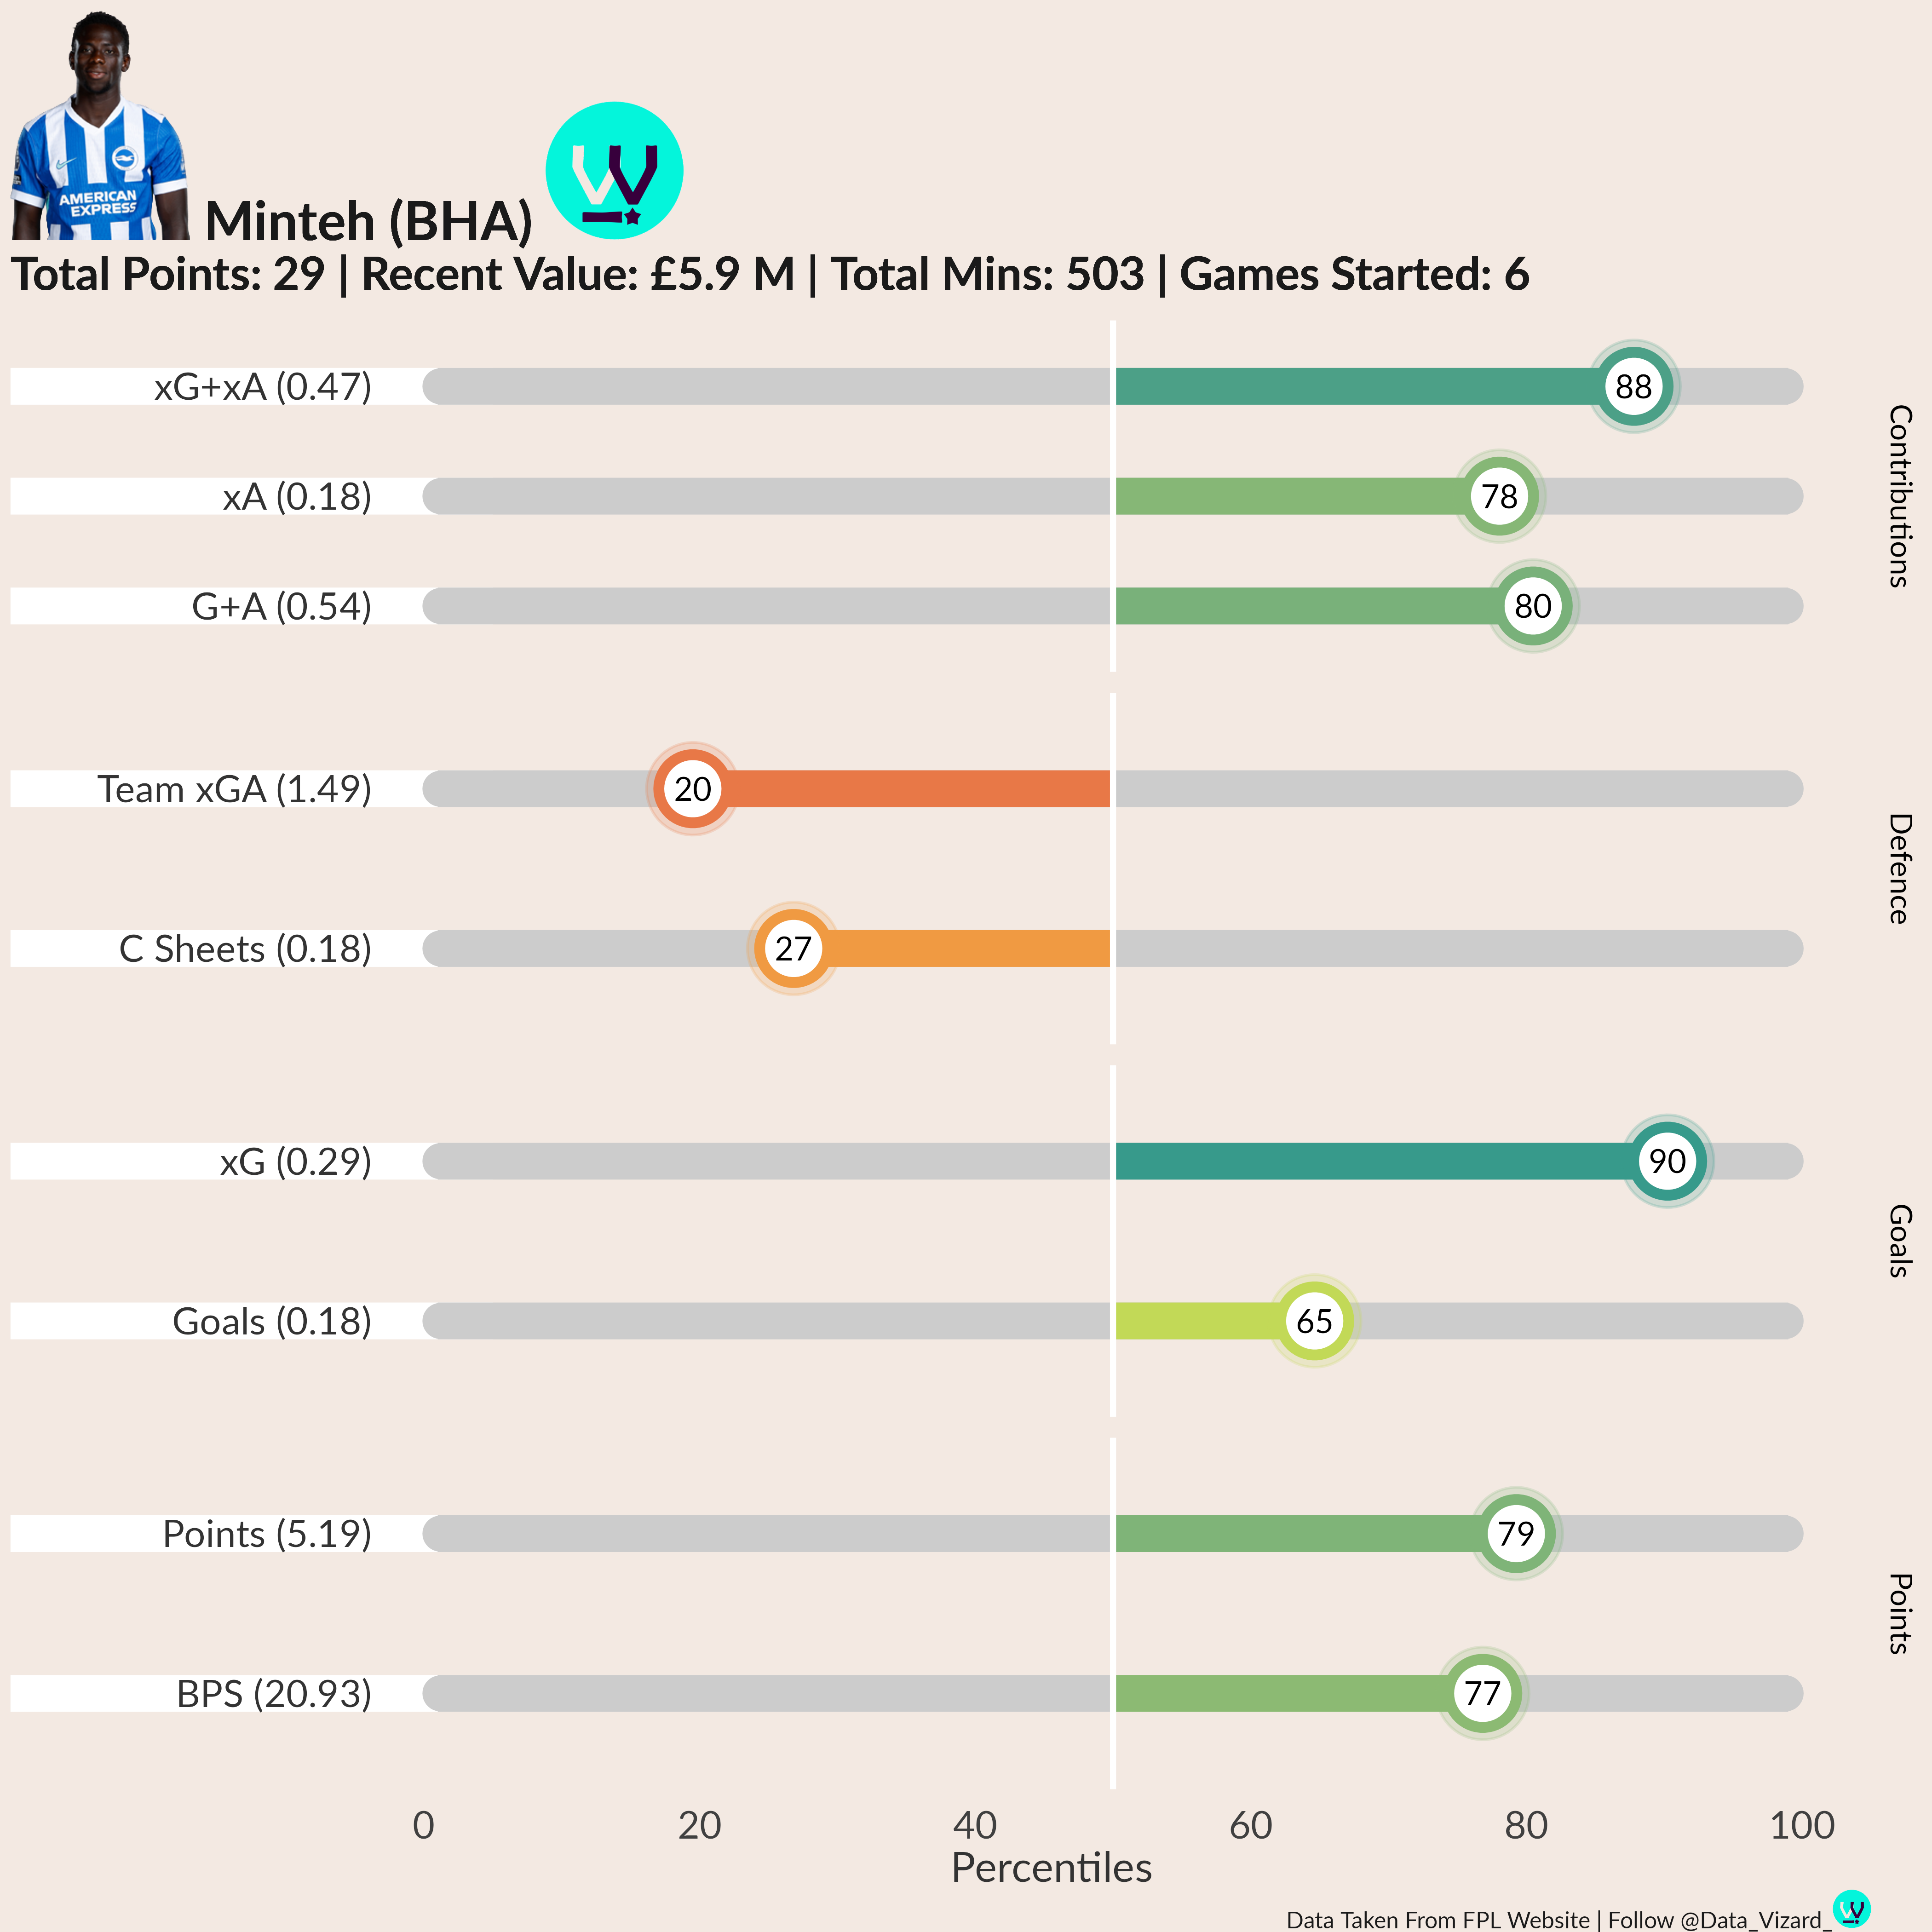 AMERICAN
EXPRESS
Minteh (BHA)
Total Points: 29 | Recent Value: £5.9 M | Total Mins: 503 | Games Started: 6
Contributions
xG+xA (0.47) 88
xA (0.18) 78
G+A (0.54) 80
Defence
Team xGA (1.49) 20
C Sheets (0.18) 27
Goals
xG (0.29) 90
Goals (0.18) 65
Points
Points (5.19) 79
BPS (20.93) 77
0 20 40 60 80 100
Percentiles
Data Taken From FPL Website | Follow @Data_Vizard_